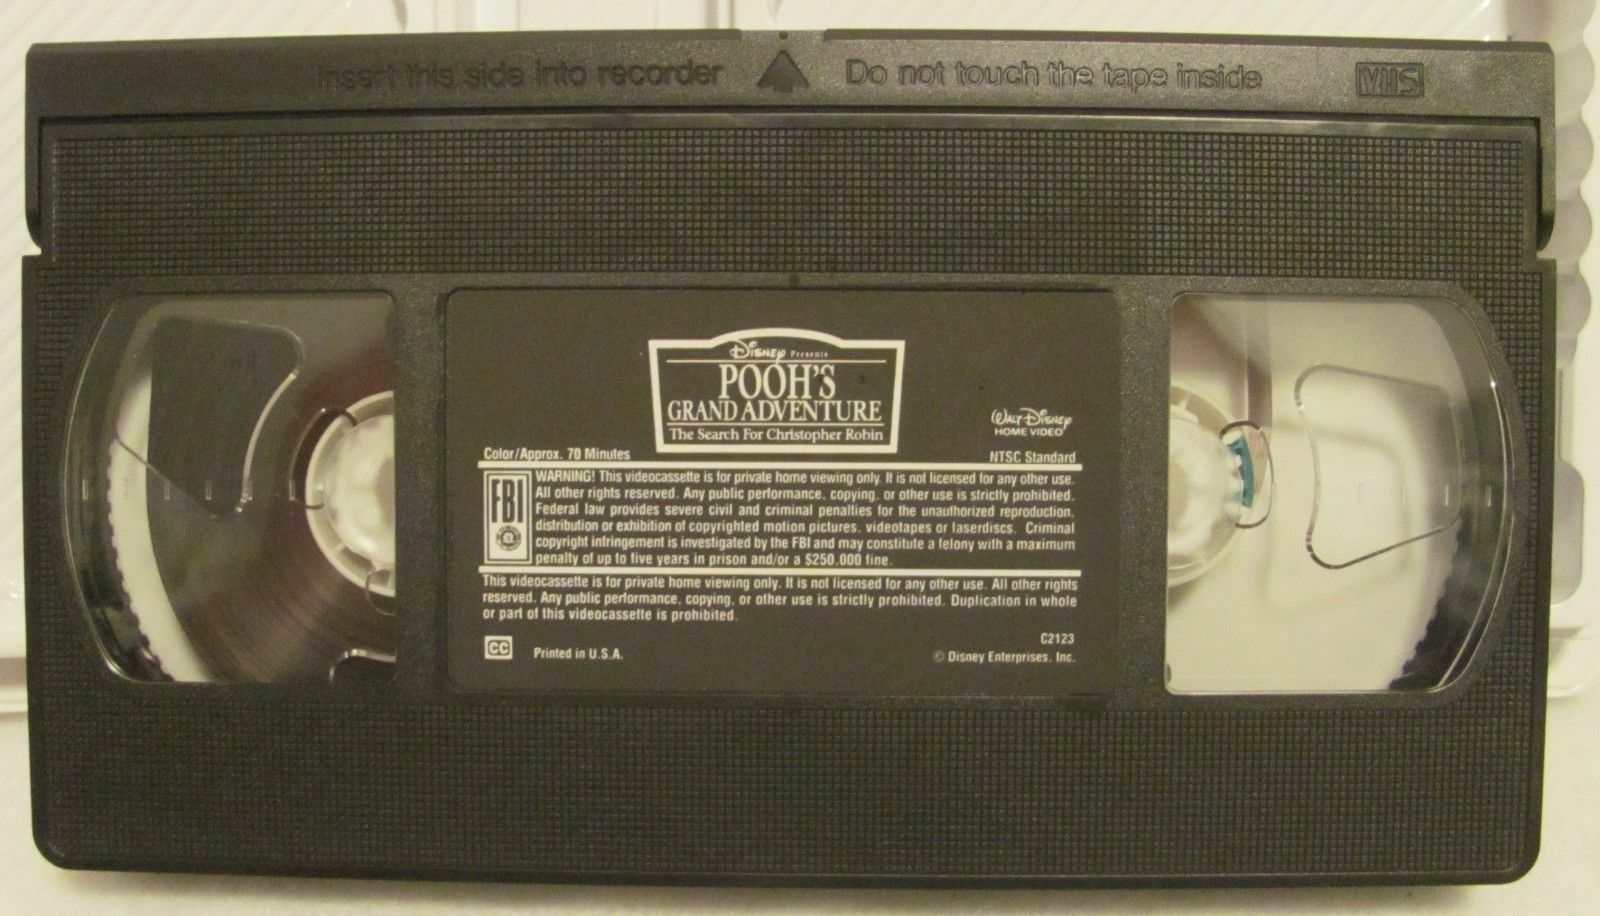 Insert this side into recorder Do not touch the tape inside VHS
Disney Presents
POOH'S
GRAND ADVENTURE
The Search For Christopher Robin
WALT DISNEY
HOME VIDEO
Color/Approx. 70 Minutes NTSC Standard
FBI
WARNING! This videocassette is for private home viewing only. It is not licensed for any other use.
All other rights reserved. Any public performance, copying, or other use is strictly prohibited.
Federal law provides severe civil and criminal penalties for the unauthorized reproduction,
distribution or exhibition of copyrighted motion pictures, videotapes or laserdiscs. Criminal
copyright infringement is investigated by the FBI and may constitute a felony with a maximum
penalty of up to five years in prison and/or a $250,000 fine.
This videocassette is for private home viewing only. It is not licensed for any other use. All other rights
reserved. Any public performance, copying, or other use is strictly prohibited. Duplication in whole
or part of this videocassette is prohibited.
C2123
CC Printed in U.S.A. © Disney Enterprises, Inc.